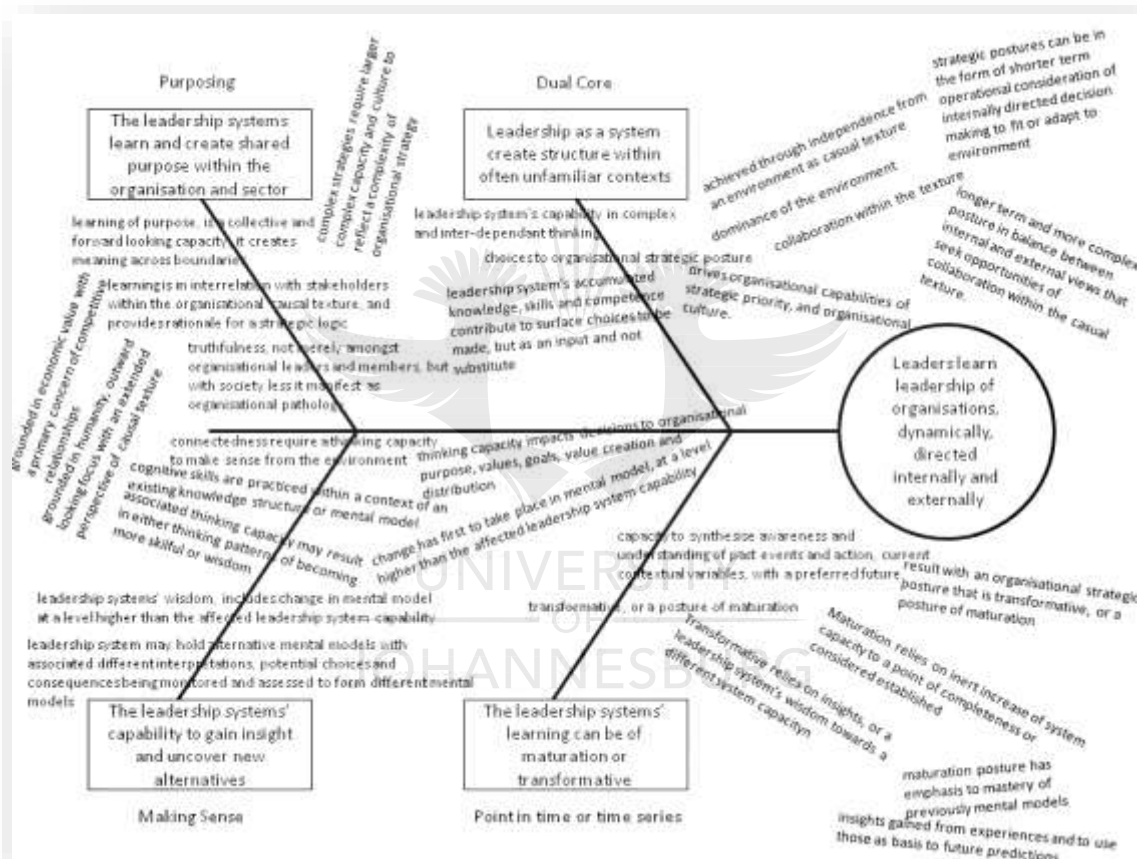 Purposing
The leadership systems
learn and create shared
purpose within the
organisation and sector
complex strategies require larger
complex capacity and culture to
reflect a complexity of
organisational strategy
learning of purpose, is a collective and
forward looking capacity, it creates
meaning across boundaries
learning is in interrelation with stakeholders
within the organisational causal texture, and
provides rationale for a strategic logic
truthfulness, not merely, amongst
organisational leaders and members, but
with society less it manifest as
organisational pathology
grounded in economic value with
a primary concern of competitive
relationships
grounded in humanity, outward
looking focus with an extended
perspective of causal texture
Dual Core
Leadership as a system
create structure within
often unfamiliar contexts
leadership system's capability in complex
and inter-dependant thinking
choices to organisational strategic posture
leadership system's accumulated
knowledge, skills and competence
contribute to surface choices to be
made, but as an input and not
substitute
achieved through independence from
an environment as casual texture
dominance of the environment
collaboration within the texture
strategic postures can be in
the form of shorter term
operational consideration of
internally directed decision
making to fit or adapt to
environment
longer term and more complex
posture in balance between
internal and external views that
seek opportunities of
collaboration within the casual
texture.
drives organisational capabilities of
strategic priority, and organisational
culture.
Leaders learn
leadership of
organisations,
dynamically,
directed
internally and
externally
connectedness require a thinking capacity
to make sense from the environment
cognitive skills are practiced within a context of an
existing knowledge structure or mental model
associated thinking capacity may result
in either thinking patterns of becoming
more skilful or wisdom
thinking capacity impacts decisions to organisational
purpose, values, goals, value creation and
distribution
change has first to take place in mental model, at a level
higher than the affected leadership system capability
leadership systems' wisdom, includes change in mental model
at a level higher than the affected leadership system capability
leadership system may hold alternative mental models with
associated different interpretations, potential choices and
consequences being monitored and assessed to form different mental
models
The leadership systems'
capability to gain insight
and uncover new
alternatives
Making Sense
capacity to synthesise awareness and
understanding of past events and action, current
contextual variables, with a preferred future
transformative, or a posture of maturation
result with an organisational strategic
posture that is transformative, or a
posture of maturation
Transformative relies on insights, or a
leadership system's wisdom towards a
different system capacityn
Maturation relies on inert increase of system
capacity to a point of completeness or
considered established
maturation posture has
emphasis to mastery of
previously mental models
insights gained from experiences and to use
those as basis to future predictions
The leadership systems'
learning can be of
maturation or
transformative
Point in time or time series
UNIVERSITY
OF
JOHANNESBURG